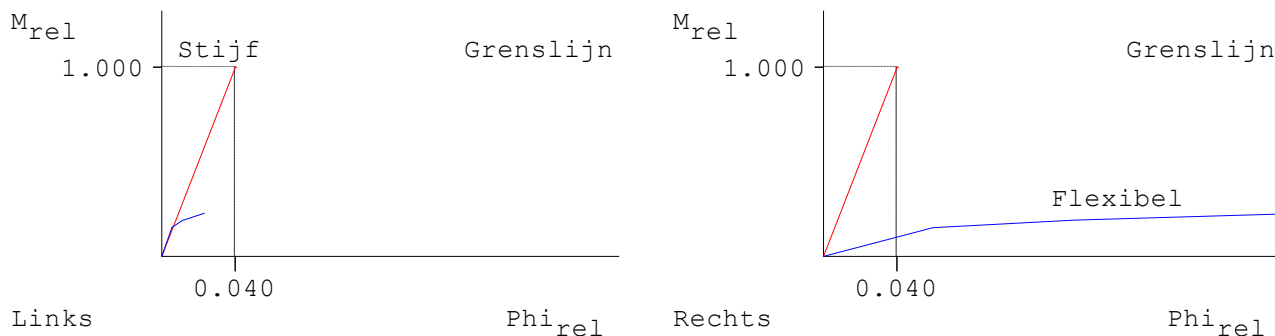 M_rel
Stijf
Grenslijn
1.000
0.040
Links
Phi_rel
M_rel
Grenslijn
1.000
Flexibel
0.040
Rechts
Phi_rel